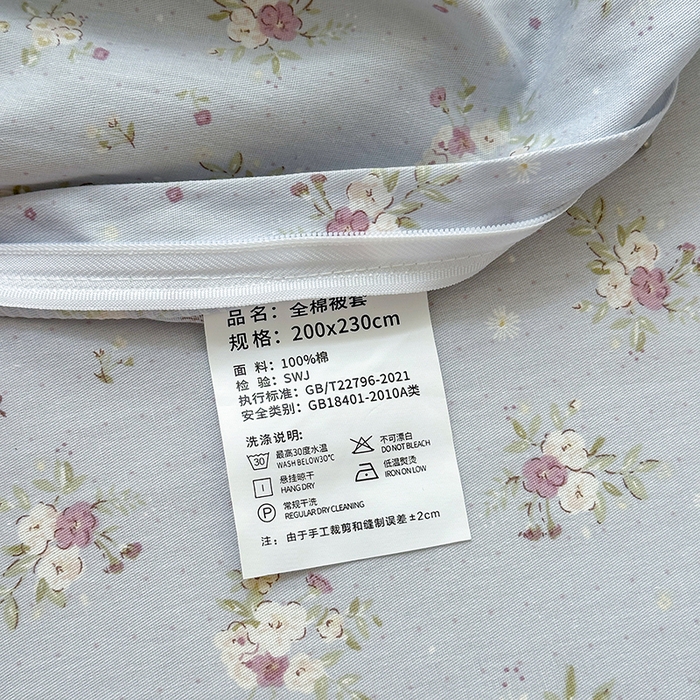 品名：全棉被套
规格：200x230cm
面 料：100%棉
检 验：SWJ
执行标准：GB/T22796-2021
安全类别：GB18401-2010A类
洗涤说明:
30 最高30度水温 不可漂白
WASH BELOW30℃ DO NOT BLEACH
悬挂晾干 低温熨烫
HANG DRY IRON ON LOW
P 常规干洗
REGULAR DRY CLEANING
注：由于手工裁剪和缝制误差±2cm